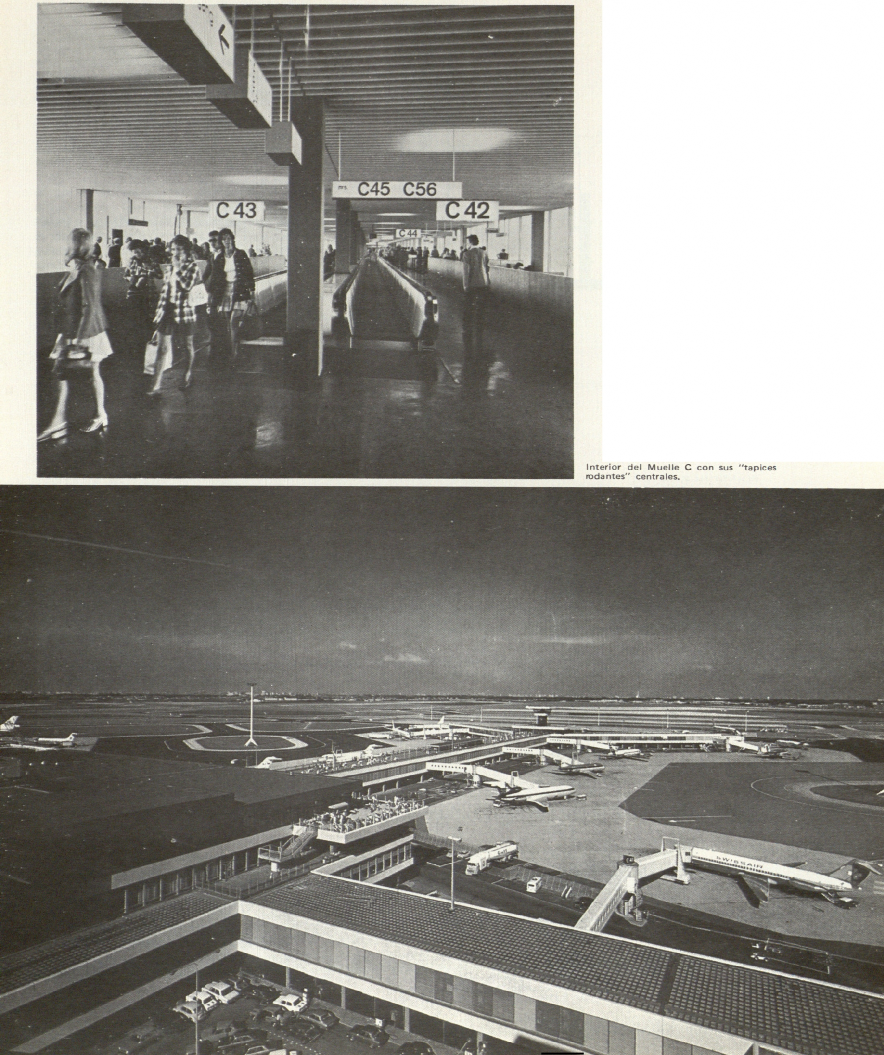 C43
C45 C56
C42
C44
Interior del Muelle C con sus "tapices
rodantes" centrales.
SWISSAIR